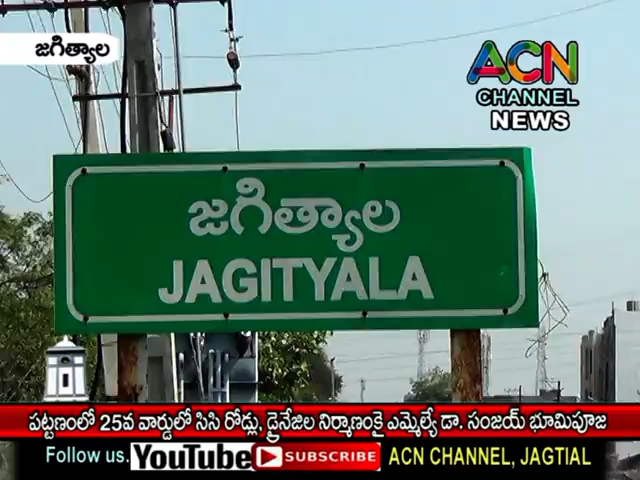 జగిత్యాల
ACN
CHANNEL
NEWS
జగిత్యాల
JAGITYALA
పట్టణంలో 25వ వార్డులో సిసి రోడ్లు, డ్రైనేజిల నిర్మాణంకై ఎమ్మెల్యే డా. సంజయ్ భూమిపూజ
Follow us. YouTube SUBSCRIBE ACN CHANNEL, JAGTIAL